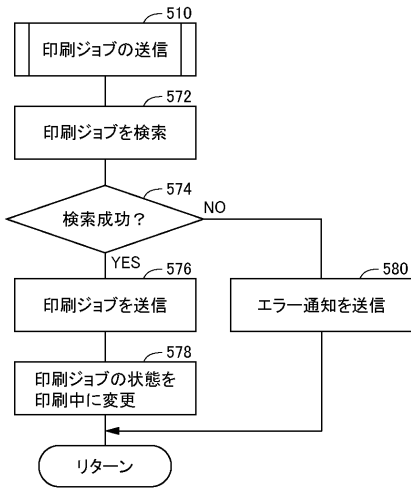 510
印刷ジョブの送信
572
印刷ジョブを検索
574
検索成功？
NO
YES
576
印刷ジョブを送信
580
エラー通知を送信
578
印刷ジョブの状態を
印刷中に変更
リターン